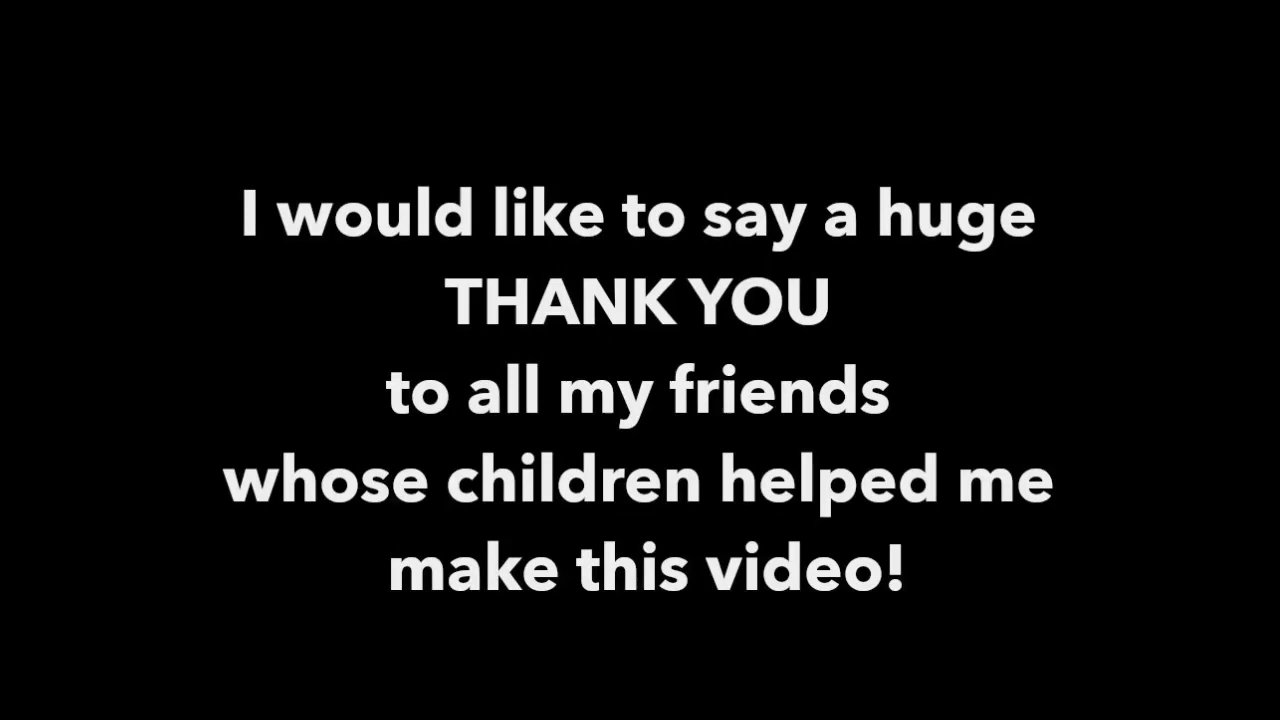 I would like to say a huge
THANK YOU
to all my friends
whose children helped me
make this video!